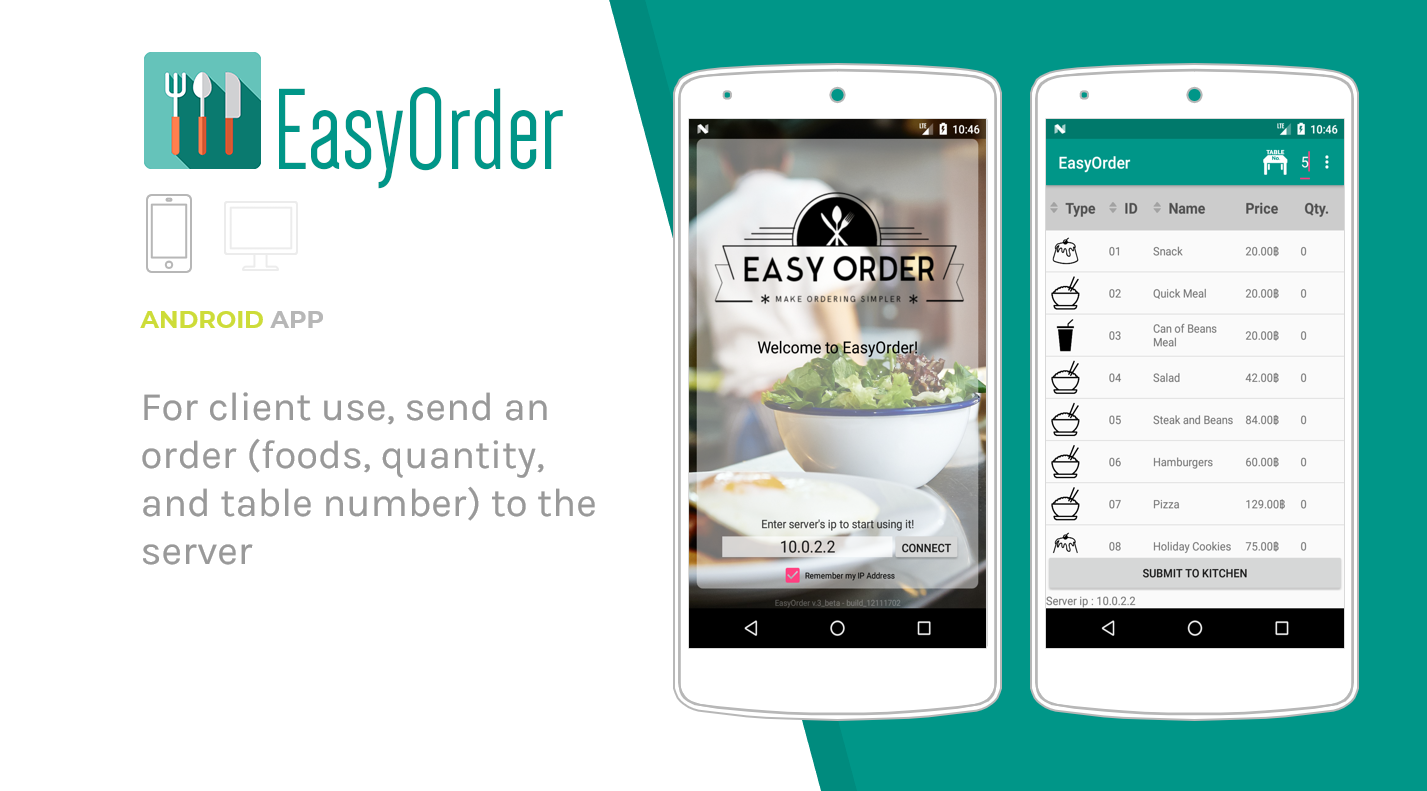 EasyOrder
ANDROID APP
For client use, send an
order (foods, quantity,
and table number) to the
server
LTE 10:46
EASY ORDER
MAKE ORDERING SIMPLER
Welcome to EasyOrder!
Enter server's ip to start using it!
10.0.2.2 CONNECT
Remember my IP Address
EasyOrder v.3_beta - build_12111702
LTE 10:46
EasyOrder TABLE No. 5
Type ID Name Price Qty.
01 Snack 20.00฿ 0
02 Quick Meal 20.00฿ 0
03 Can of Beans
Meal 20.00฿ 0
04 Salad 42.00฿ 0
05 Steak and Beans 84.00฿ 0
06 Hamburgers 60.00฿ 0
07 Pizza 129.00฿ 0
08 Holiday Cookies 75.00฿ 0
SUBMIT TO KITCHEN
Server ip : 10.0.2.2